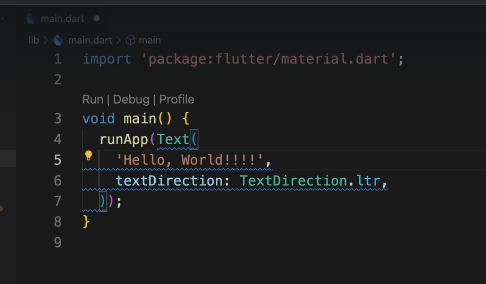 main.dart
lib > main.dart > main
1 import 'package:flutter/material.dart';
2
Run | Debug | Profile
3 void main() {
4   runApp(Text(
5     'Hello, World!!!!',
6     textDirection: TextDirection.ltr,
7   ));
8 }
9